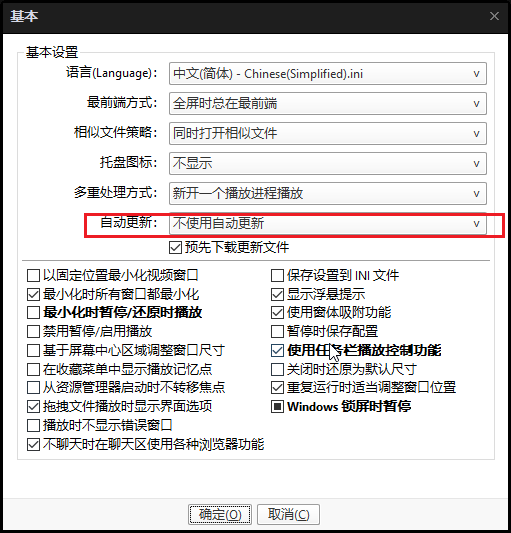 基本
基本设置
语言(Language): 中文(简体) - Chinese(Simplified).ini
最前端方式: 全屏时总在最前端
相似文件策略: 同时打开相似文件
托盘图标: 不显示
多重处理方式: 新开一个播放进程播放
自动更新: 不使用自动更新
预先下载更新文件
以固定位置最小化视频窗口 保存设置到 INI 文件
最小化时所有窗口都最小化 显示浮悬提示
最小化时暂停/还原时播放 使用窗体吸附功能
禁用暂停/启用播放 暂停时保存配置
基于屏幕中心区域调整窗口尺寸 使用任务栏播放控制功能
在收藏菜单中显示播放记忆点 关闭时还原为默认尺寸
从资源管理器启动时不转移焦点 重复运行时适当调整窗口位置
拖拽文件播放时显示界面选项 Windows 锁屏时暂停
播放时不显示错误窗口
不聊天时在聊天区使用各种浏览器功能
确定(O) 取消(C)